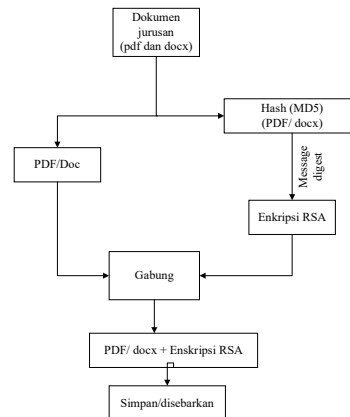 Dokumen
jurusan
(pdf dan docx)
Hash (MD5)
(PDF/ docx)
PDF/Doc
Message
digest
Enkripsi RSA
Gabung
PDF/ docx + Enskripsi RSA
Simpan/disebarkan